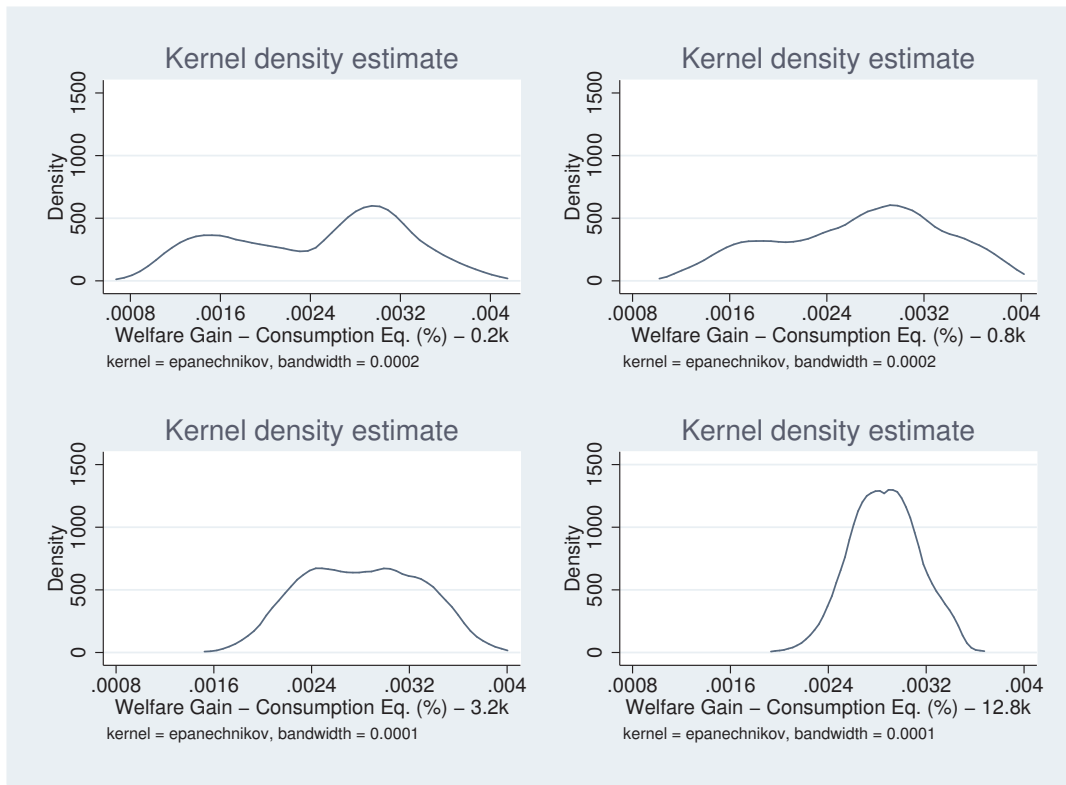 Kernel density estimate
Density
1500
1000
500
0
.0008 .0016 .0024 .0032 .004
Welfare Gain − Consumption Eq. (%) − 0.2k
kernel = epanechnikov, bandwidth = 0.0002
Kernel density estimate
Density
1500
1000
500
0
.0008 .0016 .0024 .0032 .004
Welfare Gain − Consumption Eq. (%) − 0.8k
kernel = epanechnikov, bandwidth = 0.0002
Kernel density estimate
Density
1500
1000
500
0
.0008 .0016 .0024 .0032 .004
Welfare Gain − Consumption Eq. (%) − 3.2k
kernel = epanechnikov, bandwidth = 0.0001
Kernel density estimate
Density
1500
1000
500
0
.0008 .0016 .0024 .0032 .004
Welfare Gain − Consumption Eq. (%) − 12.8k
kernel = epanechnikov, bandwidth = 0.0001